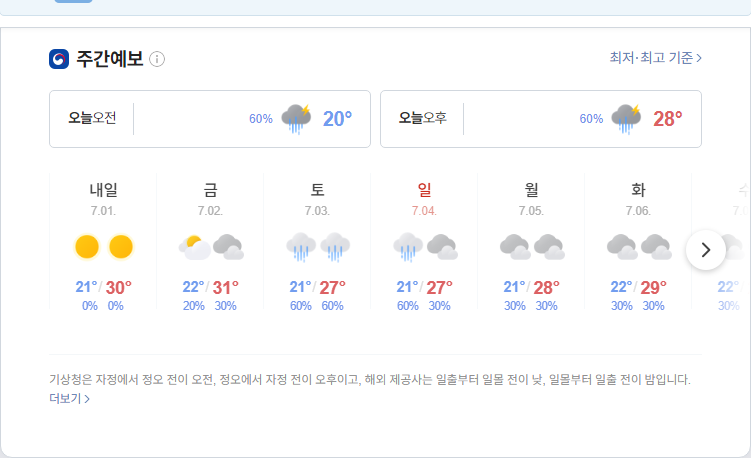 주간예보
최저·최고 기준
오늘오전 60% 20°
오늘오후 60% 28°
내일 금 토 일 월 화 수
7.01. 7.02. 7.03. 7.04. 7.05. 7.06.
21°/30° 22°/31° 21°/27° 21°/27° 21°/28° 22°/29° 22°
0% 0% 20% 30% 60% 60% 60% 30% 30% 30% 30% 30% 30%
기상청은 자정에서 정오 전이 오전, 정오에서 자정 전이 오후이고, 해외 제공사는 일출부터 일몰 전이 낮, 일몰부터 일출 전이 밤입니다.
더보기